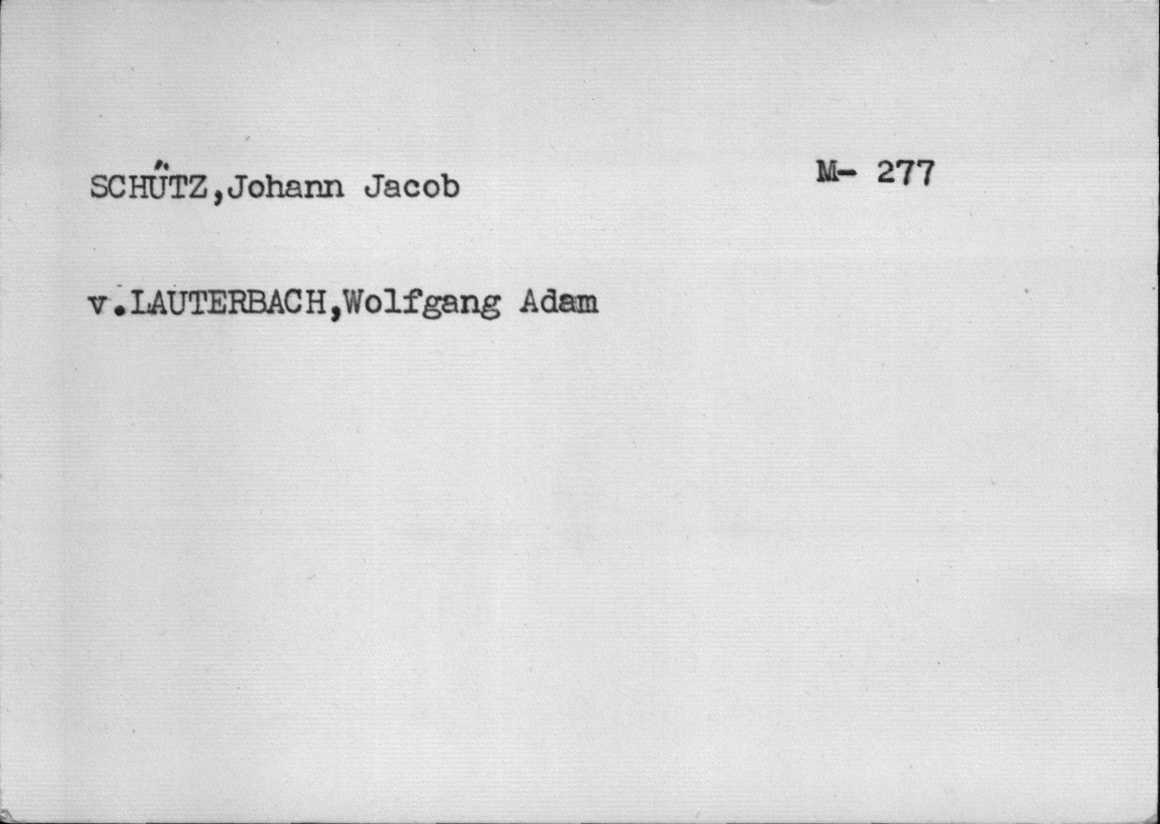 SCHÜTZ,Johann Jacob M- 277
v.LAUTERBACH,Wolfgang Adam